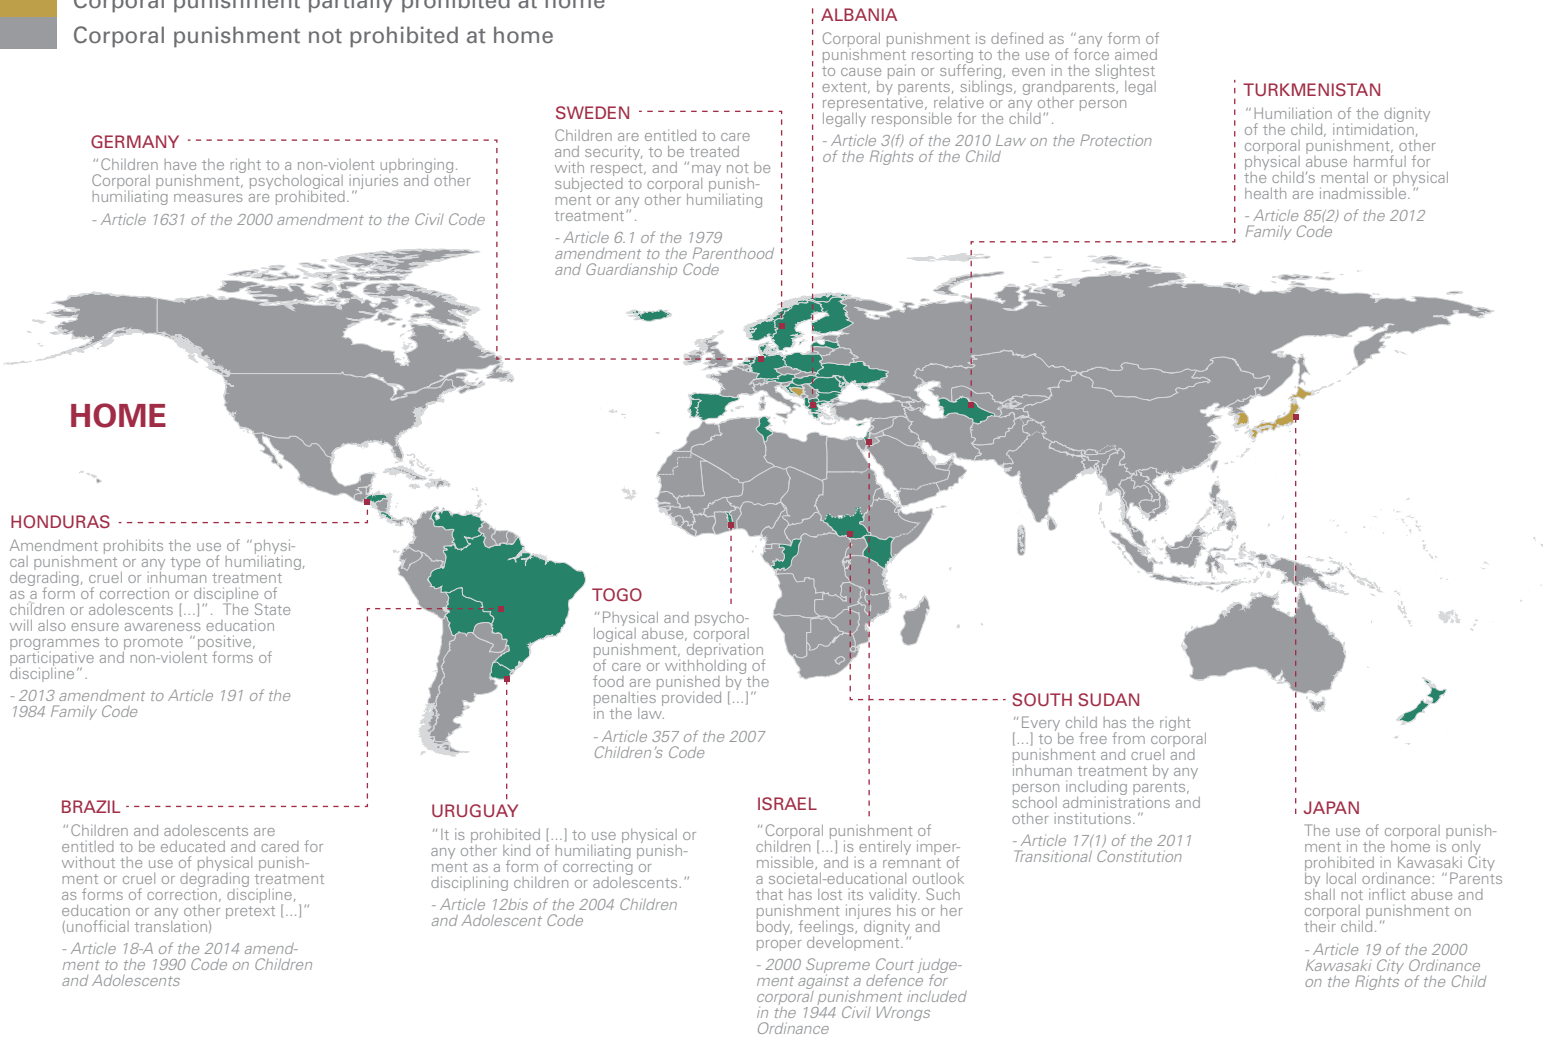 Corporal punishment partially prohibited at home
Corporal punishment not prohibited at home
ALBANIA
Corporal punishment is defined as “any form of
punishment resorting to the use of force aimed
to cause pain or suffering, even in the slightest
extent, by parents, siblings, grandparents, legal
representative, relative or any other person
legally responsible for the child”.
- Article 3(f) of the 2010 Law on the Protection
of the Rights of the Child
TURKMENISTAN
“Humiliation of the dignity
of the child, intimidation,
corporal punishment, other
physical abuse harmful for
the child’s mental or physical
health are inadmissible.”
- Article 85(2) of the 2012
Family Code
SWEDEN
Children are entitled to care
and security, to be treated
with respect, and “may not be
subjected to corporal punish-
ment or any other humiliating
treatment”.
- Article 6.1 of the 1979
amendment to the Parenthood
and Guardianship Code
GERMANY
“Children have the right to a non-violent upbringing.
Corporal punishment, psychological injuries and other
humiliating measures are prohibited.”
- Article 1631 of the 2000 amendment to the Civil Code
HOME
HONDURAS
Amendment prohibits the use of “physi-
cal punishment or any type of humiliating,
degrading, cruel or inhuman treatment
as a form of correction or discipline of
children or adolescents [...]”. The State
will also ensure awareness education
programmes to promote “positive,
participative and non-violent forms of
discipline”.
- 2013 amendment to Article 191 of the
1984 Family Code
TOGO
“Physical and psycho-
logical abuse, corporal
punishment, deprivation
of care or withholding of
food are punished by the
penalties provided [...]”
in the law.
- Article 357 of the 2007
Children’s Code
SOUTH SUDAN
“Every child has the right
[...] to be free from corporal
punishment and cruel and
inhuman treatment by any
person including parents,
school administrations and
other institutions.”
- Article 17(1) of the 2011
Transitional Constitution
BRAZIL
“Children and adolescents are
entitled to be educated and cared for
without the use of physical punish-
ment or cruel or degrading treatment
as forms of correction, discipline,
education or any other pretext [...]”
(unofficial translation)
- Article 18-A of the 2014 amend-
ment to the 1990 Code on Children
and Adolescents
URUGUAY
“It is prohibited [...] to use physical or
any other kind of humiliating punish-
ment as a form of correcting or
disciplining children or adolescents.”
- Article 12bis of the 2004 Children
and Adolescent Code
ISRAEL
“Corporal punishment of
children [...] is entirely imper-
missible, and is a remnant of
a societal-educational outlook
that has lost its validity. Such
punishment injures his or her
body, feelings, dignity and
proper development.”
- 2000 Supreme Court judge-
ment against a defence for
corporal punishment included
in the 1944 Civil Wrongs
Ordinance
JAPAN
The use of corporal punish-
ment in the home is only
prohibited in Kawasaki City
by local ordinance: “Parents
shall not inflict abuse and
corporal punishment on
their child.”
- Article 19 of the 2000
Kawasaki City Ordinance
on the Rights of the Child